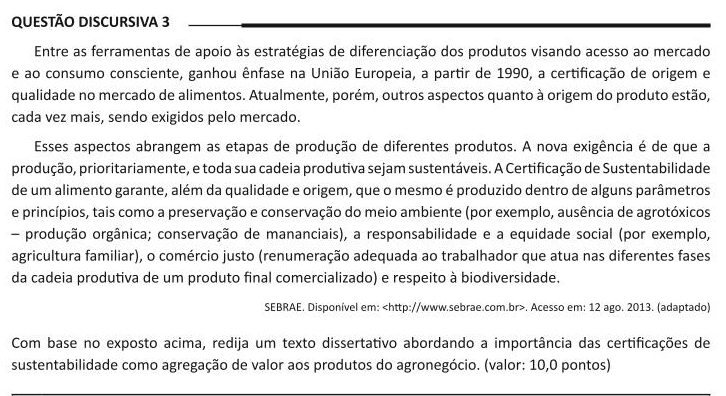 QUESTÃO DISCURSIVA 3
Entre as ferramentas de apoio às estratégias de diferenciação dos produtos visando acesso ao mercado
e ao consumo consciente, ganhou ênfase na União Europeia, a partir de 1990, a certificação de origem e
qualidade no mercado de alimentos. Atualmente, porém, outros aspectos quanto à origem do produto estão,
cada vez mais, sendo exigidos pelo mercado.
Esses aspectos abrangem as etapas de produção de diferentes produtos. A nova exigência é de que a
produção, prioritariamente, e toda sua cadeia produtiva sejam sustentáveis. A Certificação de Sustentabilidade
de um alimento garante, além da qualidade e origem, que o mesmo é produzido dentro de alguns parâmetros
e princípios, tais como a preservação e conservação do meio ambiente (por exemplo, ausência de agrotóxicos
– produção orgânica; conservação de mananciais), a responsabilidade e a equidade social (por exemplo,
agricultura familiar), o comércio justo (renumeração adequada ao trabalhador que atua nas diferentes fases
da cadeia produtiva de um produto final comercializado) e respeito à biodiversidade.
SEBRAE. Disponível em: <http://www.sebrae.com.br>. Acesso em: 12 ago. 2013. (adaptado)
Com base no exposto acima, redija um texto dissertativo abordando a importância das certificações de
sustentabilidade como agregação de valor aos produtos do agronegócio. (valor: 10,0 pontos)